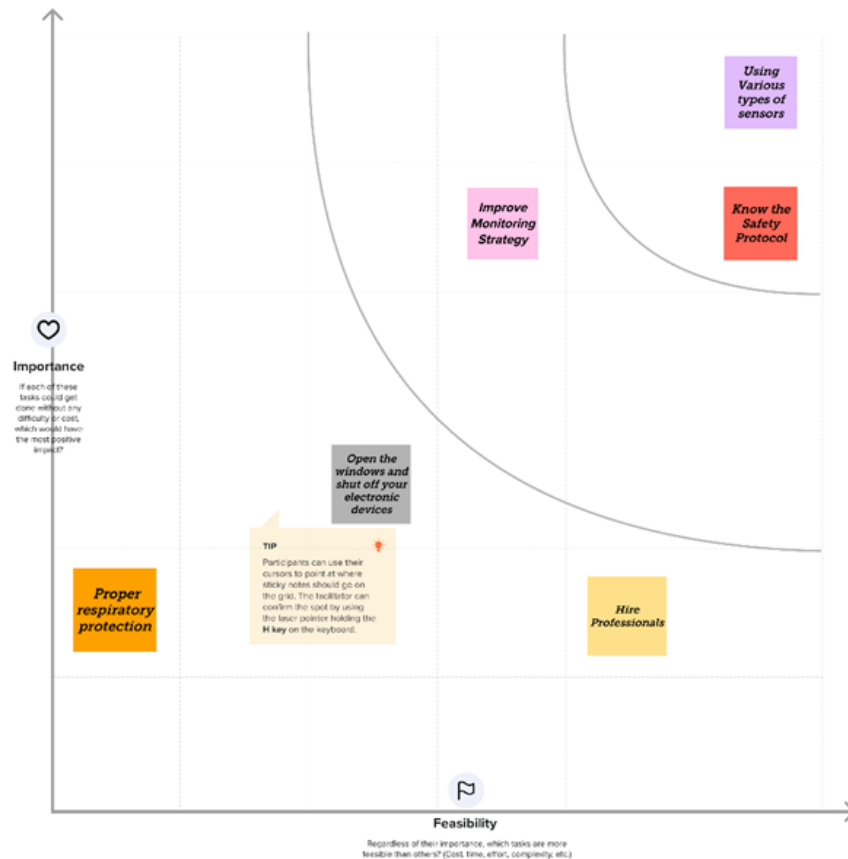 Using
Various
types of
sensors
Improve
Monitoring
Strategy
Know the
Safety
Protocol
Importance
If each of these
tasks could get
done without any
difficulty or cost,
which would have
the most positive
impact?
Open the
windows and
shut off your
electronic
devices
TIP
Participants can use their
cursors to point at where
sticky notes should go on
the grid. The facilitator can
confirm the spot by using
the laser pointer holding the
H key on the keyboard.
Proper
respiratory
protection
Hire
Professionals
Feasibility
Regardless of their importance, which tasks are more
feasible than others? (Cost, time, effort, complexity, etc.)